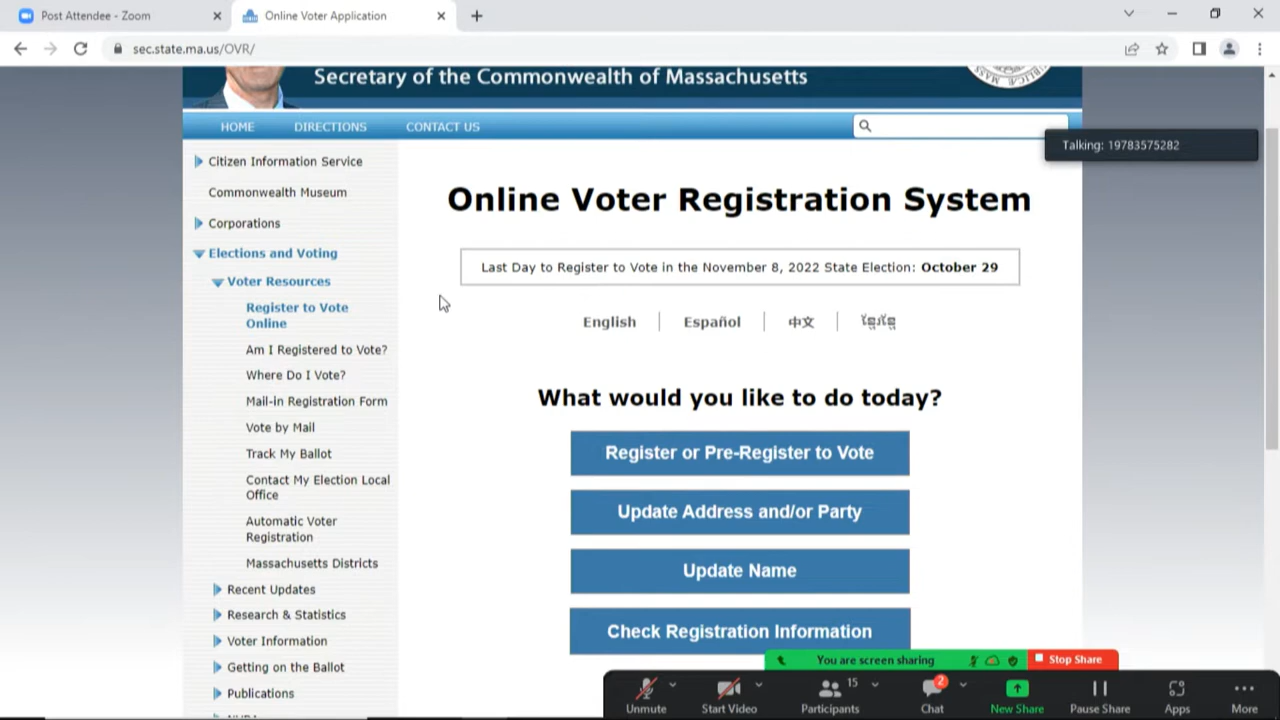 Post Attendee - Zoom
Online Voter Application
sec.state.ma.us/OVR/
Secretary of the Commonwealth of Massachusetts
HOME DIRECTIONS CONTACT US
Talking: 19783575282
Citizen Information Service
Commonwealth Museum
Corporations
Elections and Voting
Voter Resources
Register to Vote
Online
Am I Registered to Vote?
Where Do I Vote?
Mail-in Registration Form
Vote by Mail
Track My Ballot
Contact My Election Local
Office
Automatic Voter
Registration
Massachusetts Districts
Recent Updates
Research & Statistics
Voter Information
Getting on the Ballot
Publications
Online Voter Registration System
Last Day to Register to Vote in the November 8, 2022 State Election: October 29
English Español 中文 ខ្មែរខ្មែ
What would you like to do today?
Register or Pre-Register to Vote
Update Address and/or Party
Update Name
Check Registration Information
You are screen sharing
Stop Share
15
2
Unmute Start Video Participants Chat New Share Pause Share Apps More